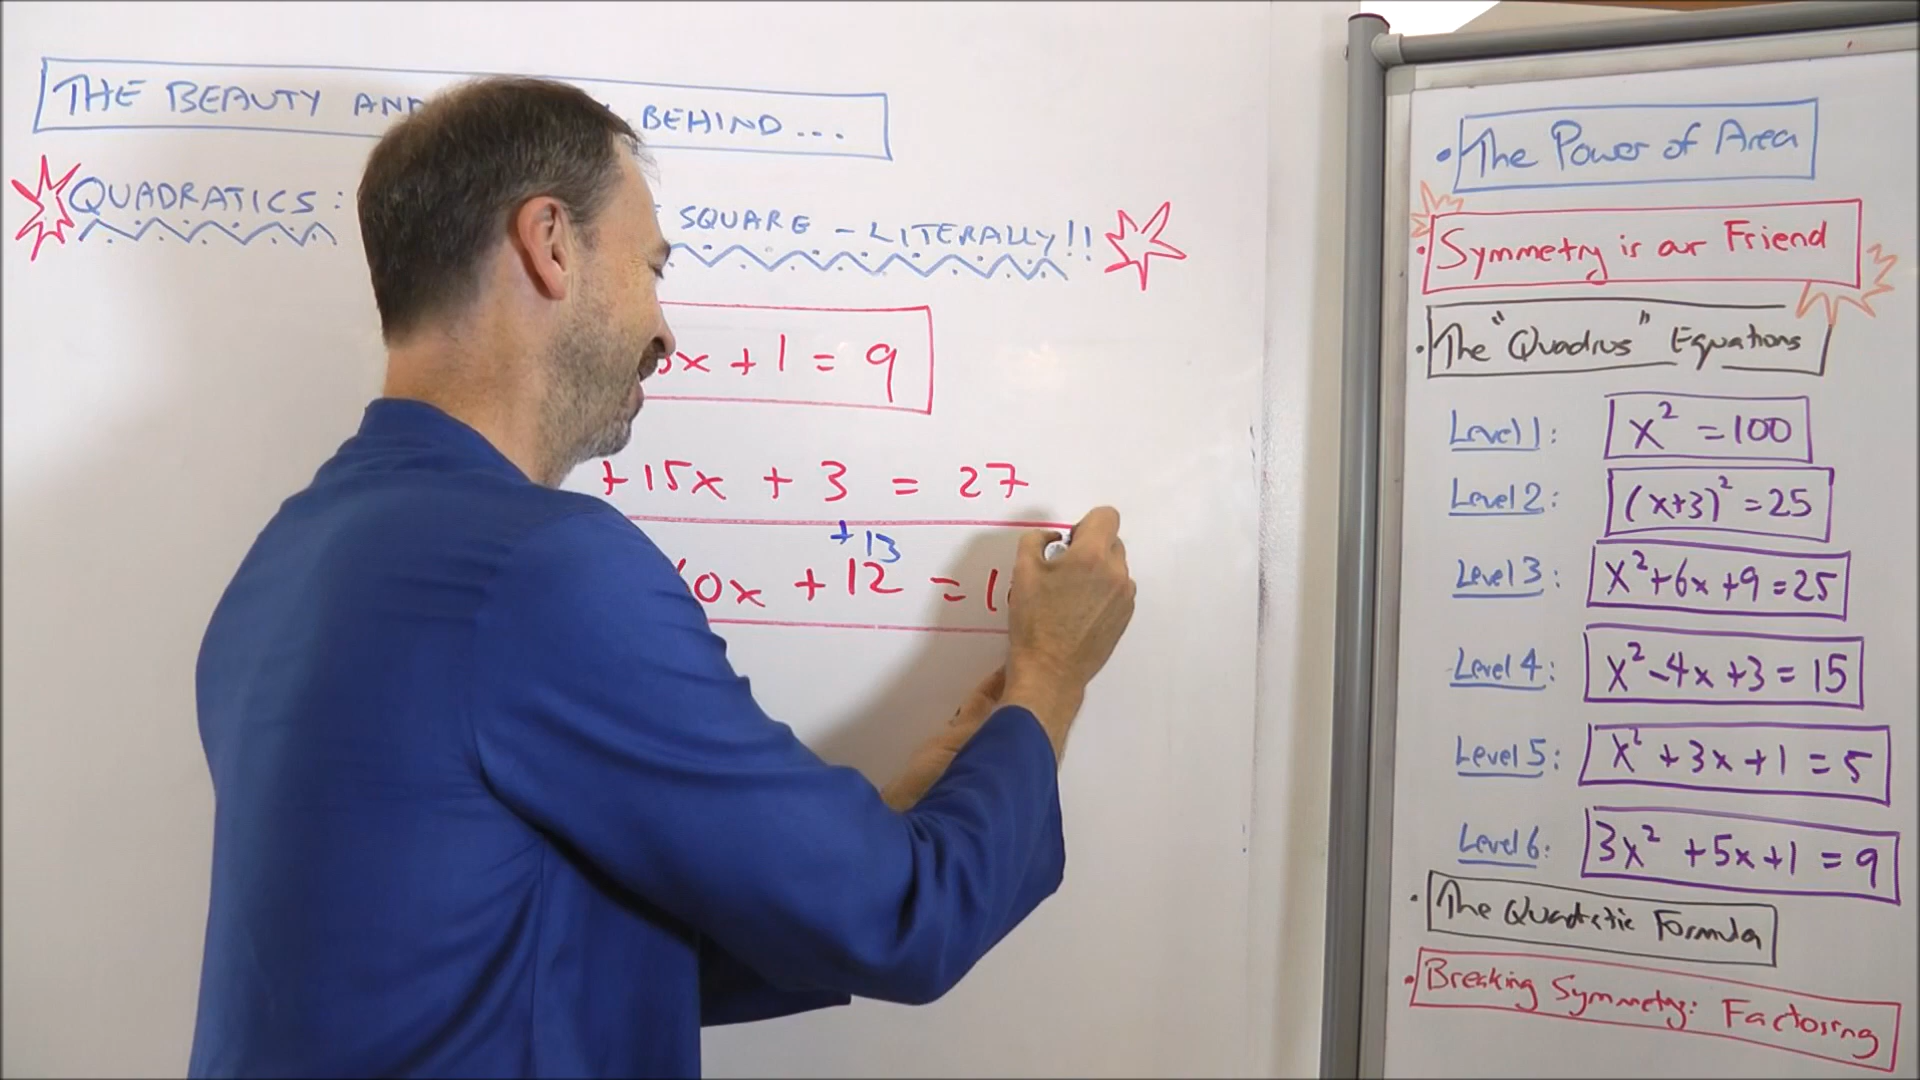 THE BEAUTY AND BEHIND...
QUADRATICS: SQUARE - LITERALLY!!
x + 1 = 9
+15x + 3 = 27
+13
0x + 12 = 1
• The Power of Area
• Symmetry is our Friend
• The "Quadrus" Equations
Level 1: x² = 100
Level 2: (x+3)² = 25
Level 3: x²+6x+9=25
Level 4: x²-4x+3=15
Level 5: x²+3x+1=5
Level 6: 3x²+5x+1=9
• The Quadratic Formula
• Breaking Symmetry: Factoring